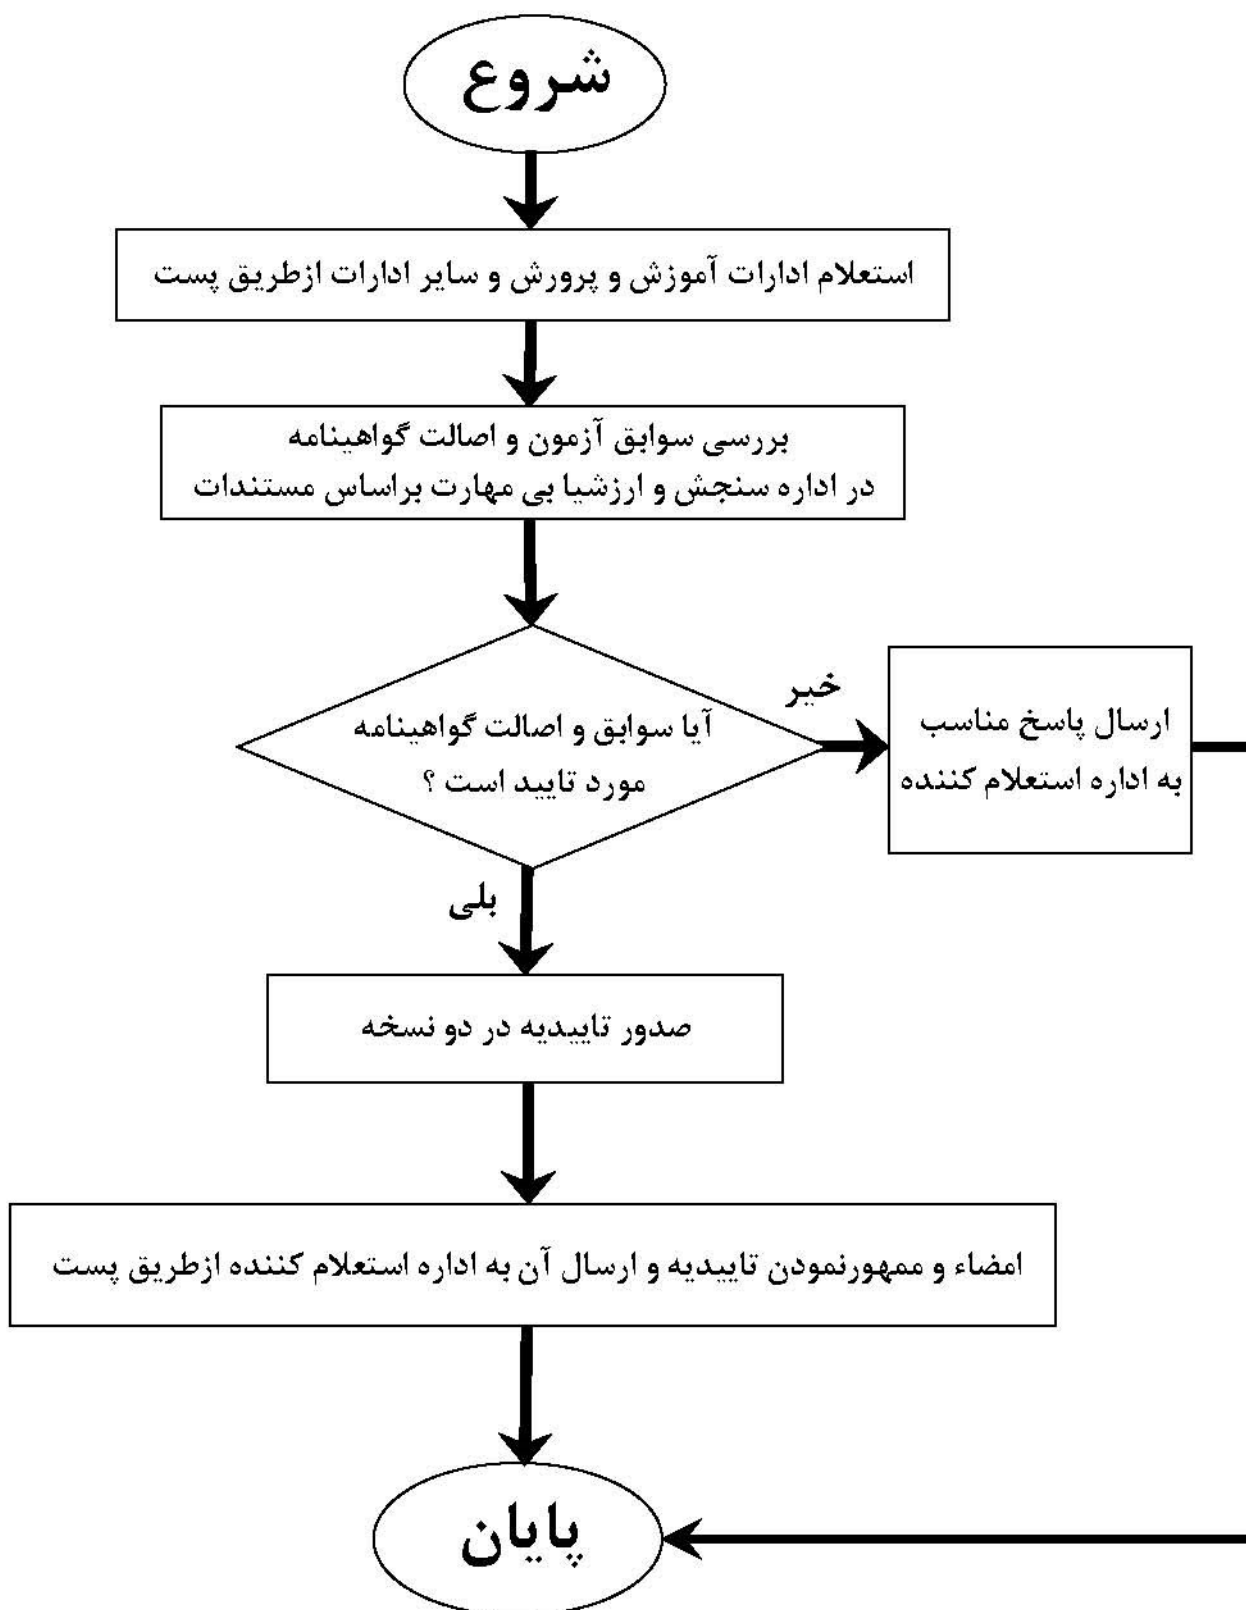 شروع
استعلام ادارات آموزش و پرورش و سایر ادارات ازطریق پست
بررسی سوابق آزمون و اصالت گواهینامه
در اداره سنجش و ارزشیا بی مهارت براساس مستندات
آیا سوابق و اصالت گواهینامه
مورد تایید است ؟
خیر
ارسال پاسخ مناسب
به اداره استعلام کننده
بلی
صدور تاییدیه در دو نسخه
امضاء و ممهورنمودن تاییدیه و ارسال آن به اداره استعلام کننده ازطریق پست
پایان